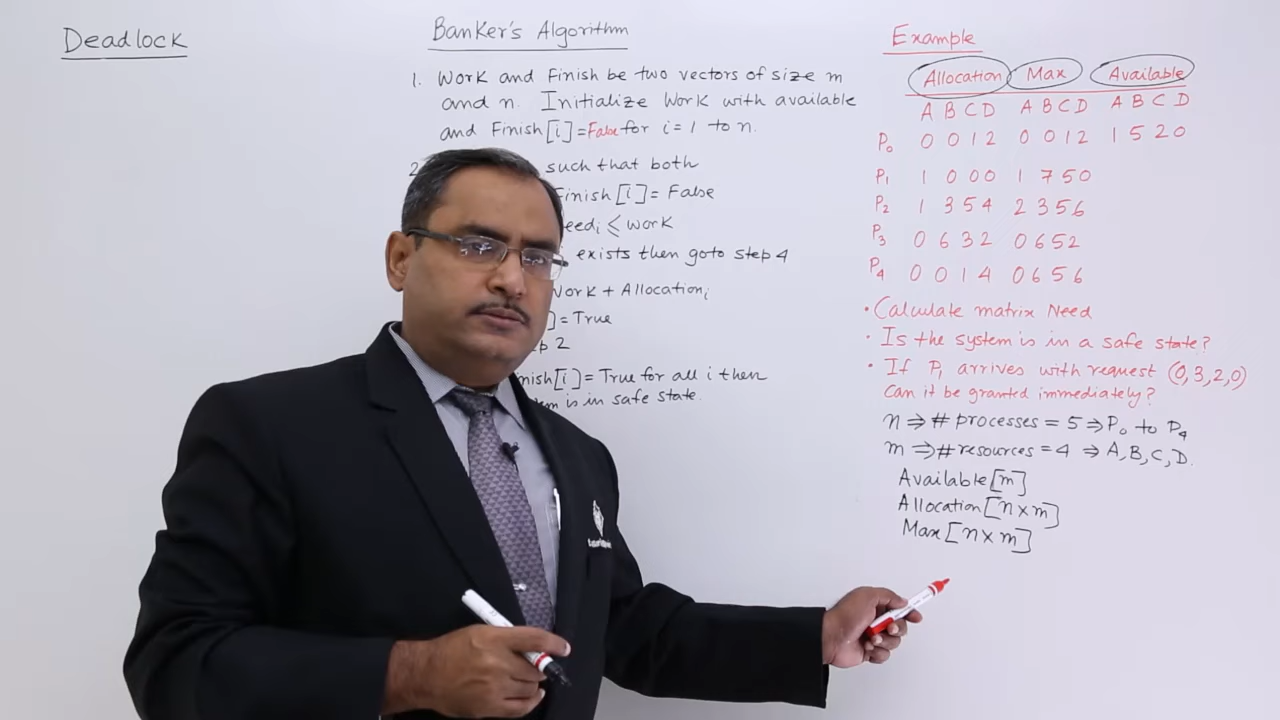 Deadlock
Banker's Algorithm
1. Work and Finish be two vectors of size m
and n. Initialize Work with available
and Finish[i]=False for i=1 to n.
2. such that both
Finish[i]=False
≤ Work
exists then goto step 4
Work + Allocationi
]=True
2
[i]=True for all i then
is in safe state.
Example
Allocation Max Available
A B C D A B C D A B C D
P0 0 0 1 2 0 0 1 2 1 5 2 0
P1 1 0 0 0 1 7 5 0
P2 1 3 5 4 2 3 5 6
P3 0 6 3 2 0 6 5 2
P4 0 0 1 4 0 6 5 6
• Calculate matrix Need
• Is the system is in a safe state?
• If P1 arrives with request (0,3,2,0)
Can it be granted immediately?
n ⇒ # processes = 5 ⇒ P0 to P4
m ⇒ # resources = 4 ⇒ A, B, C, D.
Available[m]
Allocation[n×m]
Max[n×m]